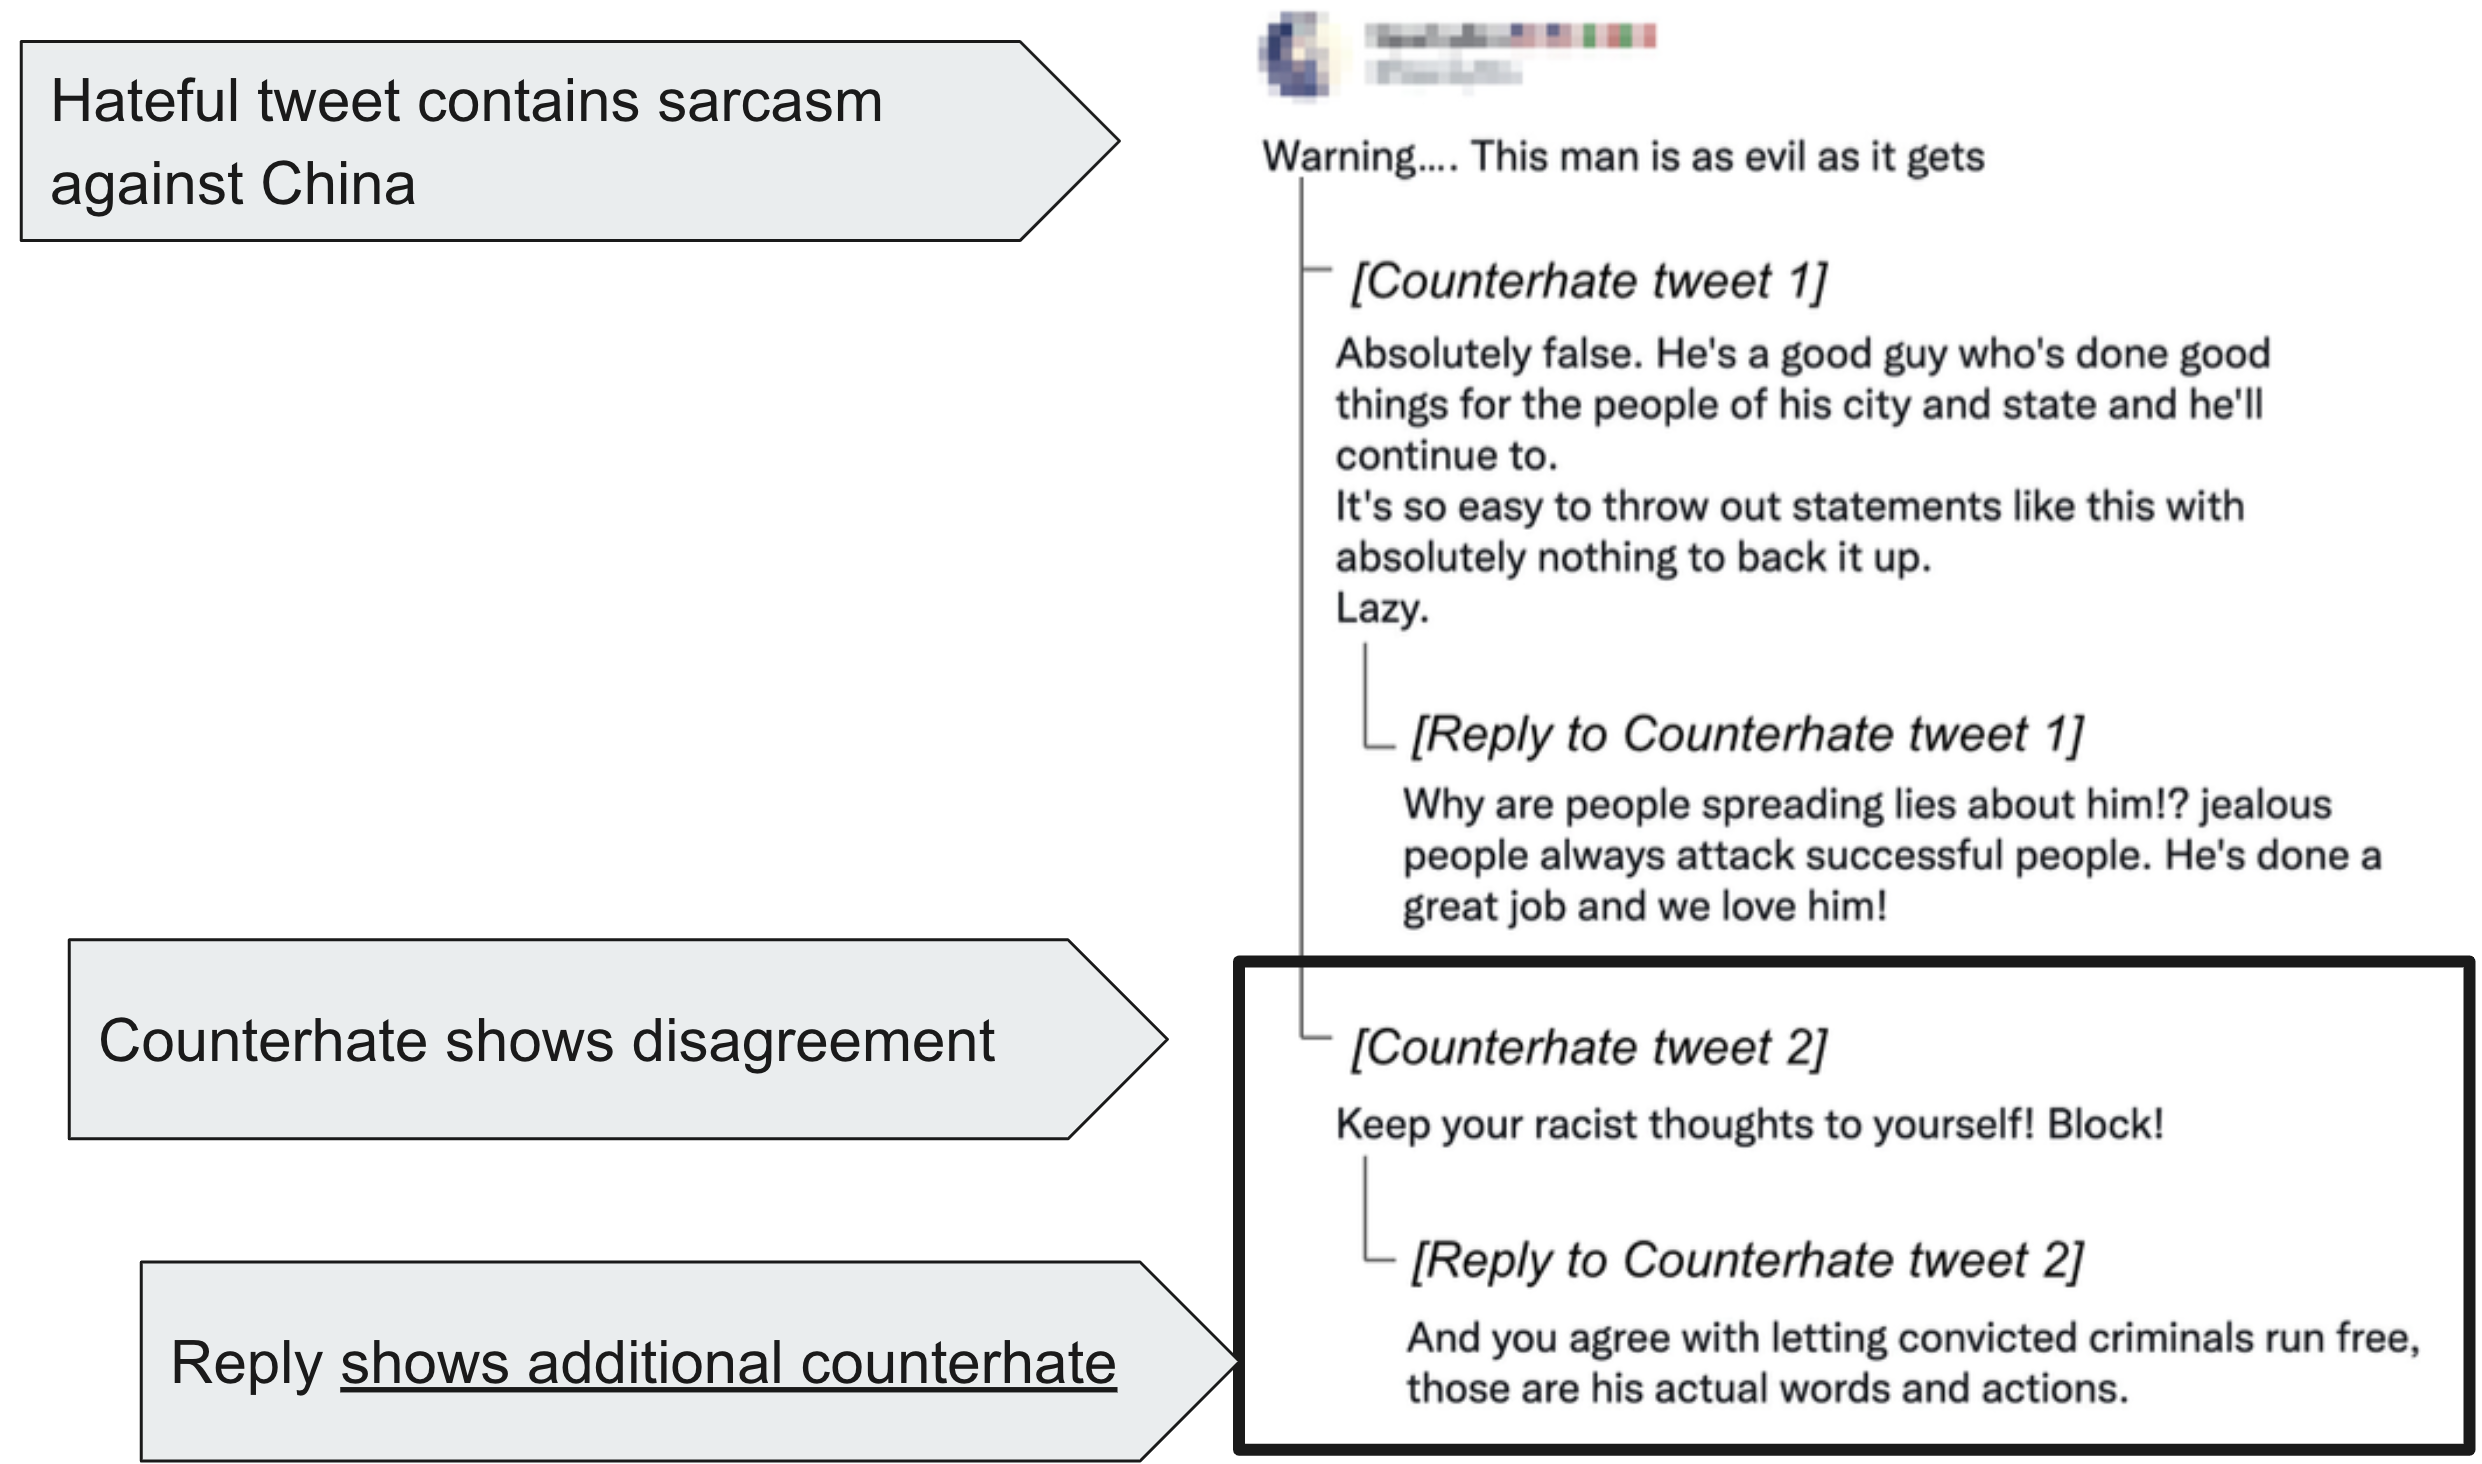 Hateful tweet contains sarcasm
against China
Warning.... This man is as evil as it gets
[Counterhate tweet 1]
Absolutely false. He's a good guy who's done good
things for the people of his city and state and he'll
continue to.
It's so easy to throw out statements like this with
absolutely nothing to back it up.
Lazy.
[Reply to Counterhate tweet 1]
Why are people spreading lies about him!? jealous
people always attack successful people. He's done a
great job and we love him!
Counterhate shows disagreement
[Counterhate tweet 2]
Keep your racist thoughts to yourself! Block!
Reply shows additional counterhate
[Reply to Counterhate tweet 2]
And you agree with letting convicted criminals run free,
those are his actual words and actions.